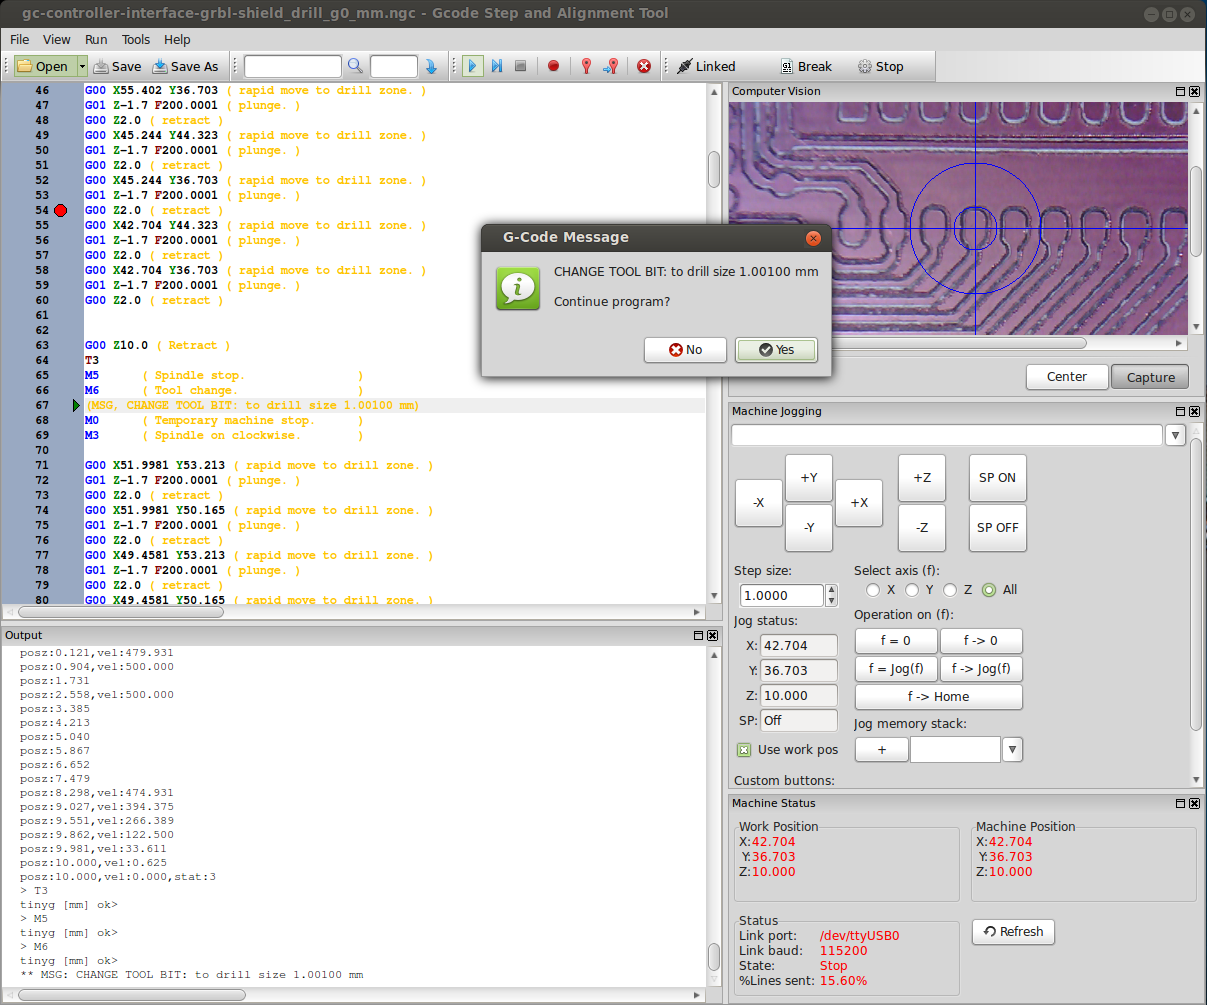 gc-controller-interface-grbl-shield_drill_g0_mm.ngc - Gcode Step and Alignment Tool
File View Run Tools Help
Open Save Save As Linked Break Stop
46 G00 X55.402 Y36.703 ( rapid move to drill zone. )
47 G01 Z-1.7 F200.0001 ( plunge. )
48 G00 Z2.0 ( retract )
49 G00 X45.244 Y44.323 ( rapid move to drill zone. )
50 G01 Z-1.7 F200.0001 ( plunge. )
51 G00 Z2.0 ( retract )
52 G00 X45.244 Y36.703 ( rapid move to drill zone. )
53 G01 Z-1.7 F200.0001 ( plunge. )
54 G00 Z2.0 ( retract )
55 G00 X42.704 Y44.323 ( rapid move to drill zone. )
56 G01 Z-1.7 F200.0001 ( plunge. )
57 G00 Z2.0 ( retract )
58 G00 X42.704 Y36.703 ( rapid move to drill zone. )
59 G01 Z-1.7 F200.0001 ( plunge. )
60 G00 Z2.0 ( retract )
61
62
63 G00 Z10.0 ( Retract )
64 T3
65 M5 ( Spindle stop. )
66 M6 ( Tool change. )
67 (MSG, CHANGE TOOL BIT: to drill size 1.00100 mm)
68 M0 ( Temporary machine stop. )
69 M3 ( Spindle on clockwise. )
70
71 G00 X51.9981 Y53.213 ( rapid move to drill zone. )
72 G01 Z-1.7 F200.0001 ( plunge. )
73 G00 Z2.0 ( retract )
74 G00 X51.9981 Y50.165 ( rapid move to drill zone. )
75 G01 Z-1.7 F200.0001 ( plunge. )
76 G00 Z2.0 ( retract )
77 G00 X49.4581 Y53.213 ( rapid move to drill zone. )
78 G01 Z-1.7 F200.0001 ( plunge. )
79 G00 Z2.0 ( retract )
80 G00 X49.4581 Y50.165 ( rapid move to drill zone. )
Output
posz:0.121,vel:479.931
posz:0.904,vel:500.000
posz:1.731
posz:2.558,vel:500.000
posz:3.385
posz:4.213
posz:5.040
posz:5.867
posz:6.652
posz:7.479
posz:8.298,vel:474.931
posz:9.027,vel:394.375
posz:9.551,vel:266.389
posz:9.862,vel:122.500
posz:9.981,vel:33.611
posz:10.000,vel:0.625
posz:10.000,vel:0.000,stat:3
> T3
tinyg [mm] ok>
> M5
tinyg [mm] ok>
> M6
tinyg [mm] ok>
** MSG: CHANGE TOOL BIT: to drill size 1.00100 mm
G-Code Message
CHANGE TOOL BIT: to drill size 1.00100 mm
Continue program?
No Yes
Computer Vision
Center Capture
Machine Jogging
-X +Y -Y +X +Z -Z SP ON SP OFF
Step size: Select axis (f):
1.0000 X Y Z All
Jog status: Operation on (f):
X: 42.704 f = 0 f -> 0
Y: 36.703 f = Jog(f) f -> Jog(f)
Z: 10.000 f -> Home
SP: Off Jog memory stack:
Use work pos +
Custom buttons:
Machine Status
Work Position Machine Position
X:42.704 X:42.704
Y:36.703 Y:36.703
Z:10.000 Z:10.000
Status
Link port: /dev/ttyUSB0 Refresh
Link baud: 115200
State: Stop
%Lines sent: 15.60%